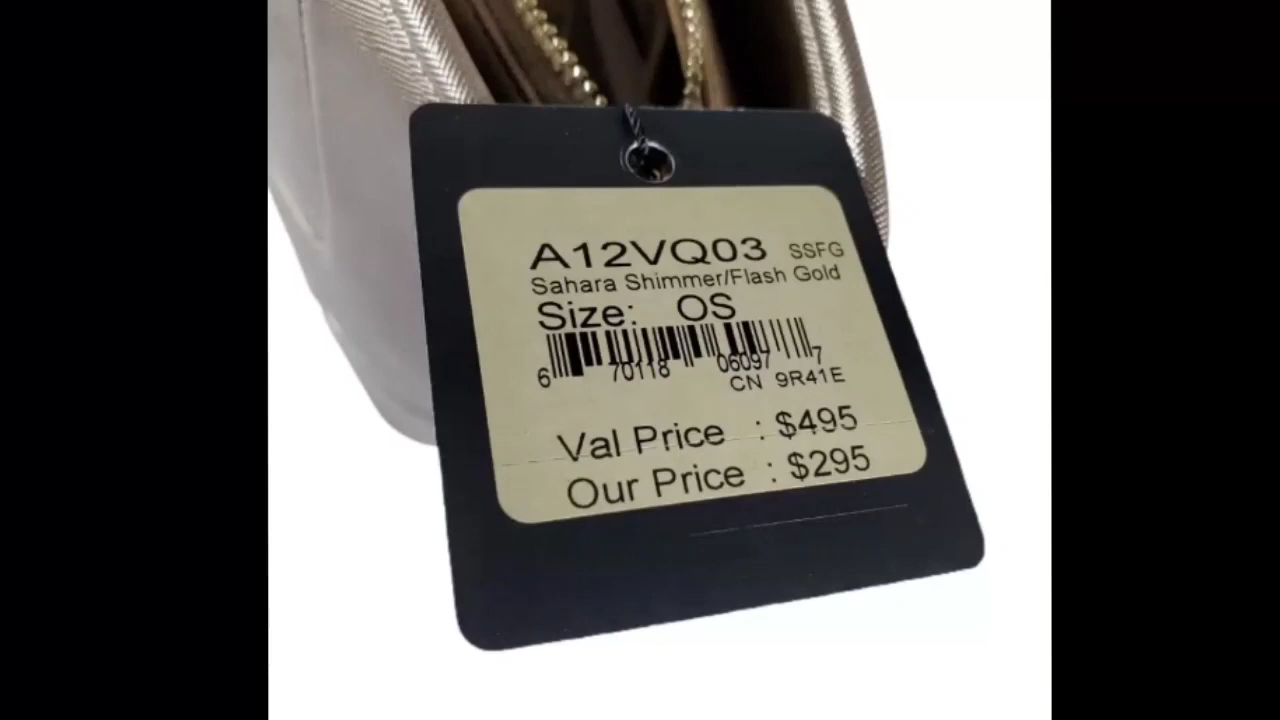 A12VQ03 SSFG
Sahara Shimmer/Flash Gold
Size: OS
6 70118 06097 7
CN 9R41E
Val Price : $495
Our Price : $295